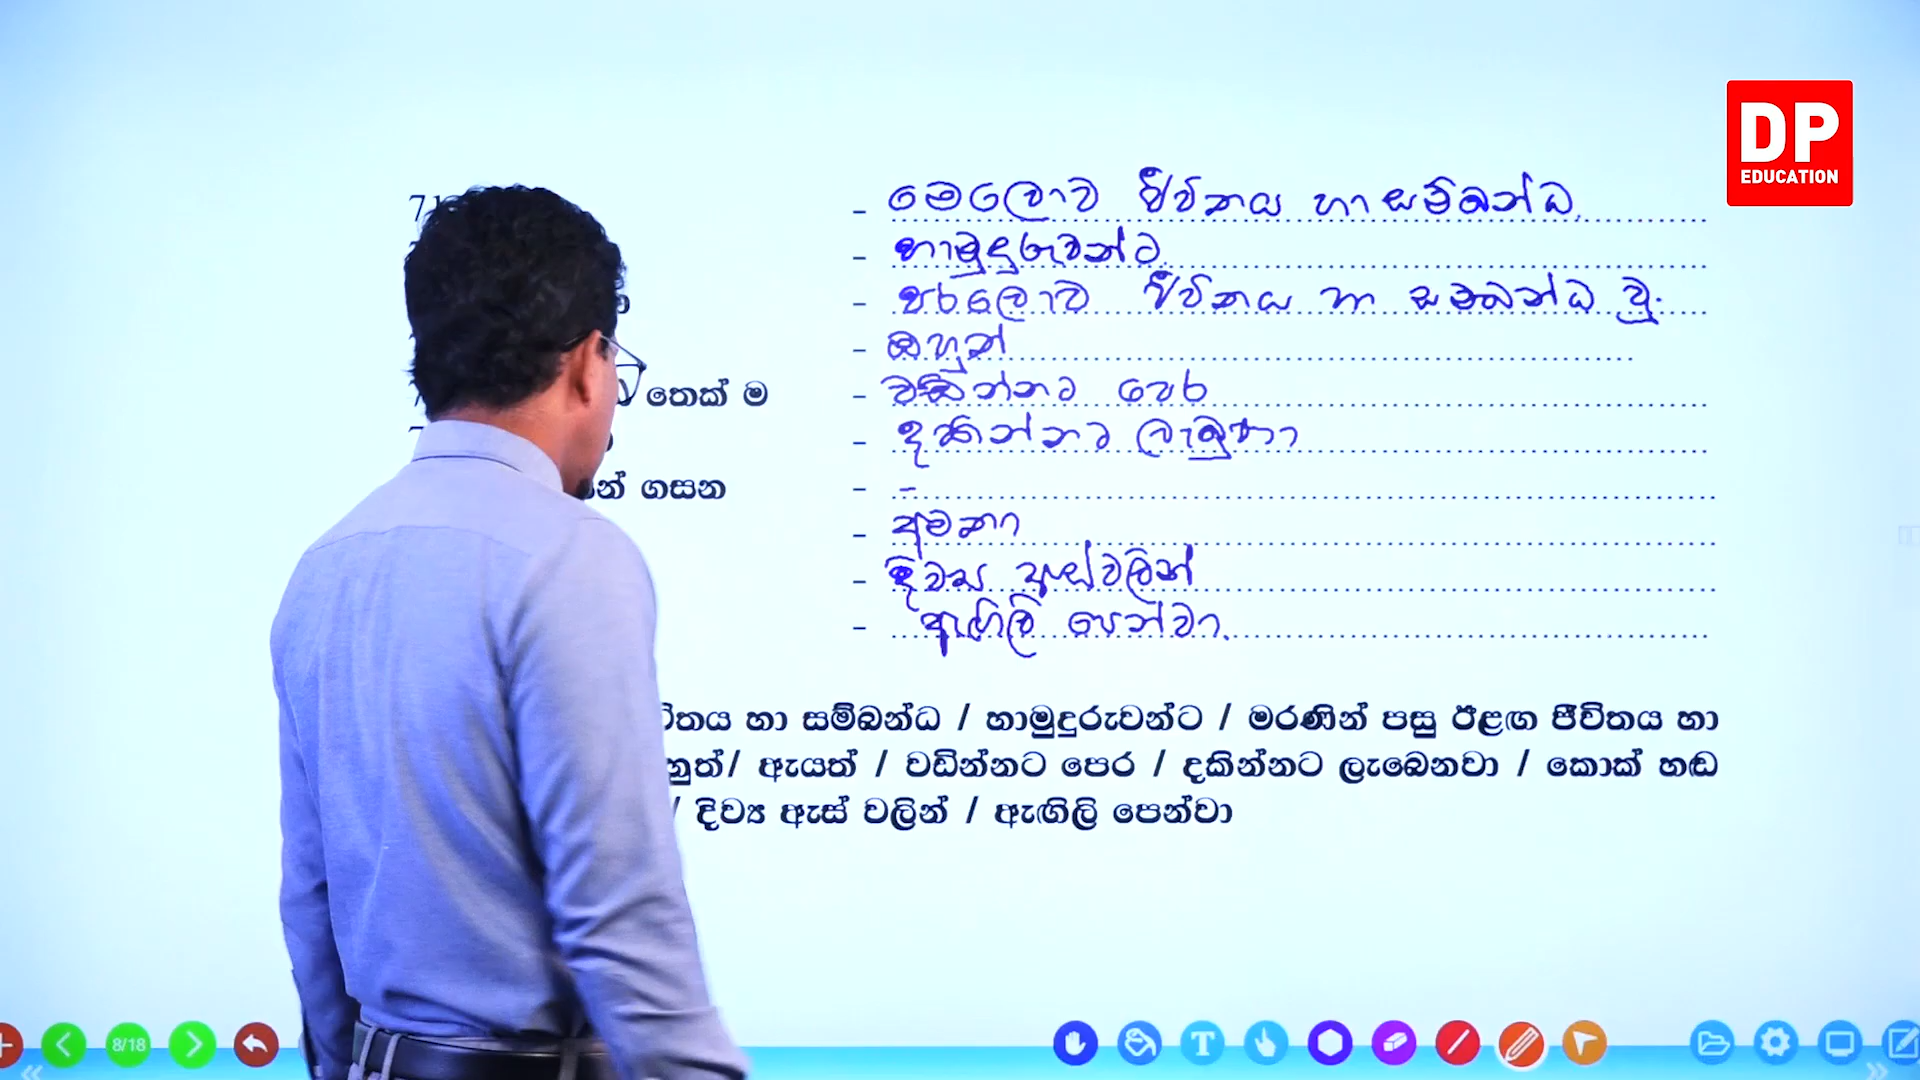 DP
EDUCATION
71
- මෙලොව ජීවිතය හා සම්බන්ධ
- හාමුදුරුවන්ට
- පරලොව ජීවිතය හා සම්බන්ධ වූ.
- ඔහුත්
තෙක් ම - වඩින්නට පෙර
- දකින්නට ලැබුණා
ගසන - -
-
- දිවස ඇස්වලින්
- ඇඟිලි පෙන්වා.
හා සම්බන්ධ / හාමුදුරුවන්ට / මරණින් පසු ඊළඟ ජීවිතය හා
/ ඇයත් / වඩින්නට පෙර / දකින්නට ලැබෙනවා / කොක් හඬ
/ දිව්‍ය ඇස් වලින් / ඇඟිලි පෙන්වා
8/18
T